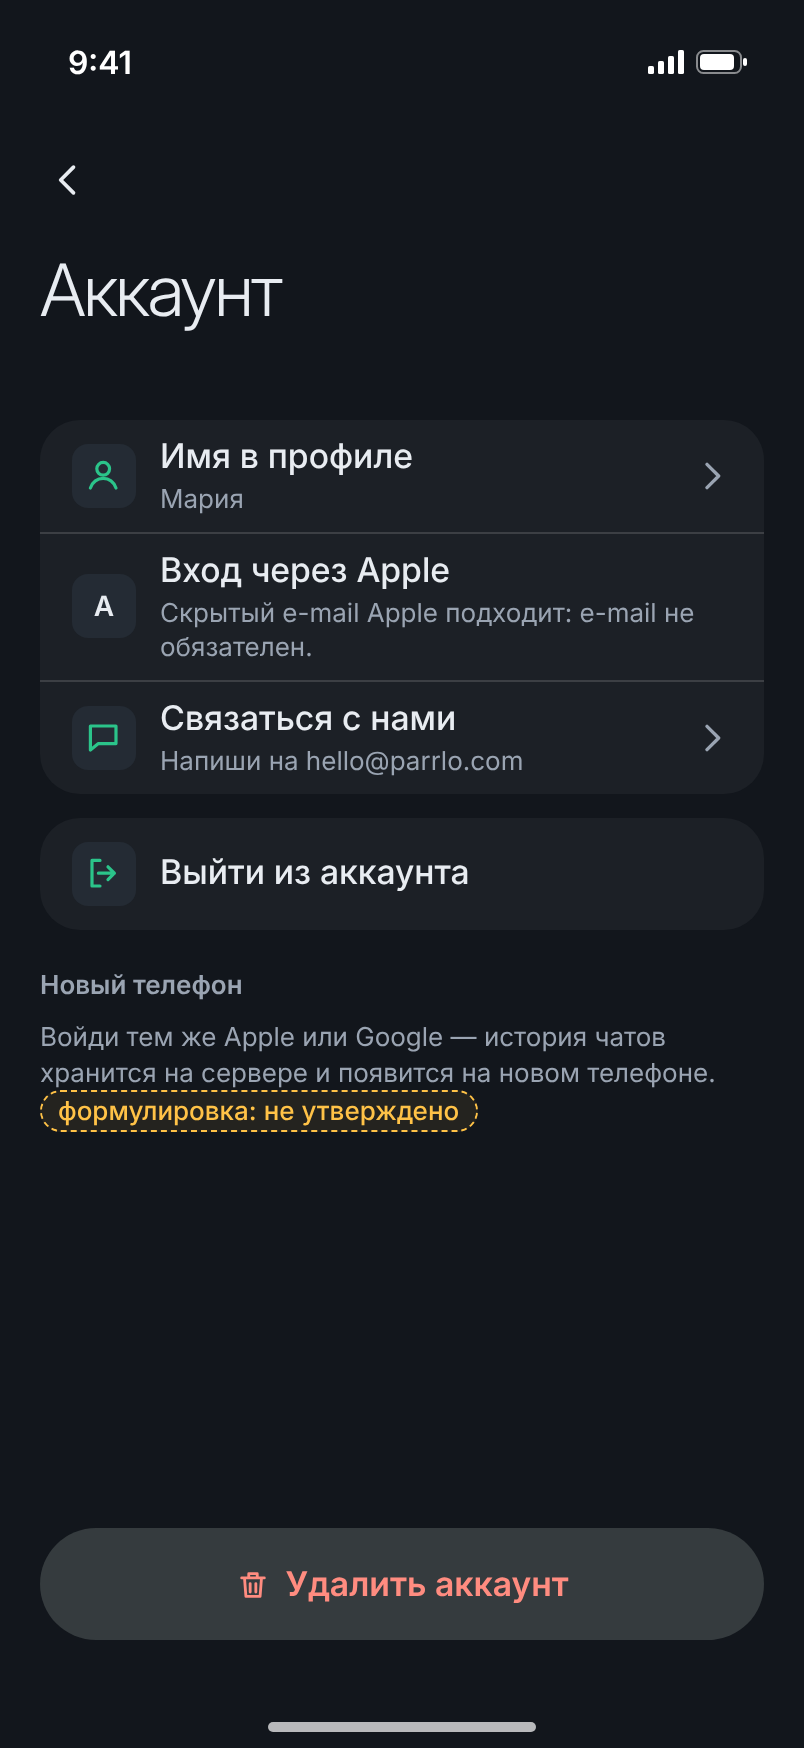 9:41
Аккаунт
Имя в профиле
Мария
A
Вход через Apple
Скрытый e-mail Apple подходит: e-mail не
обязателен.
Связаться с нами
Напиши на hello@parrlo.com
Выйти из аккаунта
Новый телефон
Войди тем же Apple или Google — история чатов
хранится на сервере и появится на новом телефоне.
формулировка: не утверждено
Удалить аккаунт